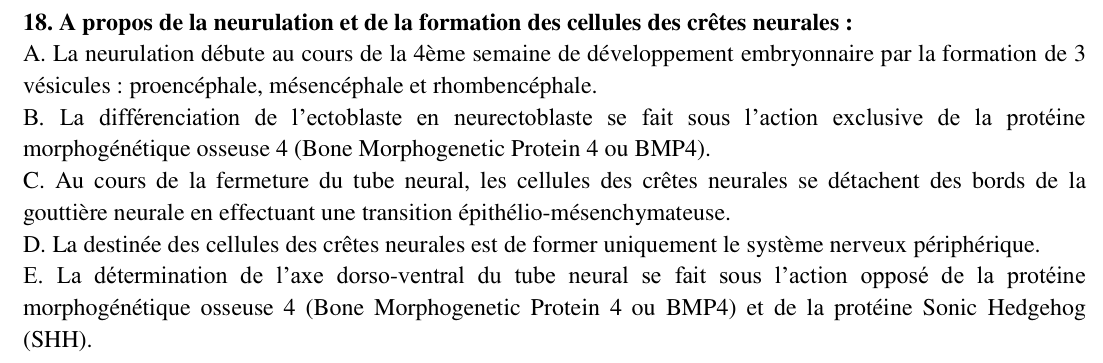 18. A propos de la neurulation et de la formation des cellules des crêtes neurales :
A. La neurulation débute au cours de la 4ème semaine de développement embryonnaire par la formation de 3
vésicules : proencéphale, mésencéphale et rhombencéphale.
B. La différenciation de l'ectoblaste en neurectoblaste se fait sous l'action exclusive de la protéine
morphogénétique osseuse 4 (Bone Morphogenetic Protein 4 ou BMP4).
C. Au cours de la fermeture du tube neural, les cellules des crêtes neurales se détachent des bords de la
gouttière neurale en effectuant une transition épithélio-mésenchymateuse.
D. La destinée des cellules des crêtes neurales est de former uniquement le système nerveux périphérique.
E. La détermination de l'axe dorso-ventral du tube neural se fait sous l'action opposé de la protéine
morphogénétique osseuse 4 (Bone Morphogenetic Protein 4 ou BMP4) et de la protéine Sonic Hedgehog
(SHH).